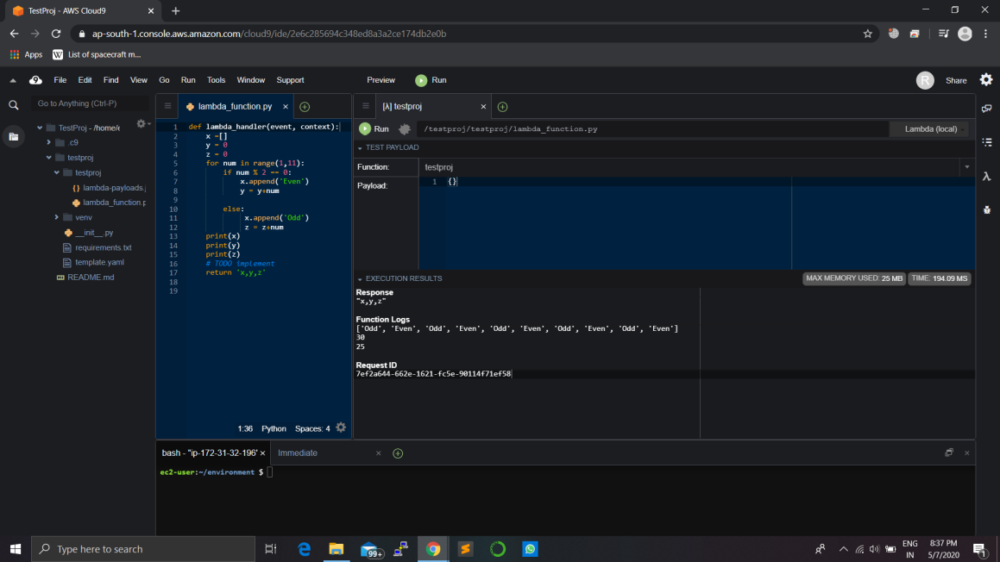 TestProj - AWS Cloud9
ap-south-1.console.aws.amazon.com/cloud9/ide/2e6c285694c348ed8a3a2ce174db2e0b
Apps
W List of spacecraft m...
9 File Edit Find View Go Run Tools Window Support Preview Run R Share
Go to Anything (Ctrl-P)
TestProj - /home/e
.c9
testproj
testproj
lambda-payloads.j
lambda_function.p
venv
__init__.py
requirements.txt
template.yaml
README.md
lambda_function.py
1 def lambda_handler(event, context):
2 x =[]
3 y = 0
4 z = 0
5 for num in range(1,11):
6 if num % 2 == 0:
7 x.append('Even')
8 y = y+num
9
10 else:
11 x.append('Odd')
12 z = z+num
13 print(x)
14 print(y)
15 print(z)
16 # TODO implement
17 return 'x,y,z'
18
19
1:36 Python Spaces: 4
[λ] testproj
Run /testproj/testproj/lambda_function.py Lambda (local)
TEST PAYLOAD
Function: testproj
Payload: 1 {}
EXECUTION RESULTS MAX MEMORY USED: 25 MB TIME: 194.09 MS
Response
"x,y,z"
Function Logs
['Odd', 'Even', 'Odd', 'Even', 'Odd', 'Even', 'Odd', 'Even', 'Odd', 'Even']
30
25
Request ID
7ef2a644-662e-1621-fc5e-90114f71ef58
bash - "ip-172-31-32-196" Immediate
ec2-user:~/environment $
Type here to search
99+
ENG
IN
8:37 PM
5/7/2020
1